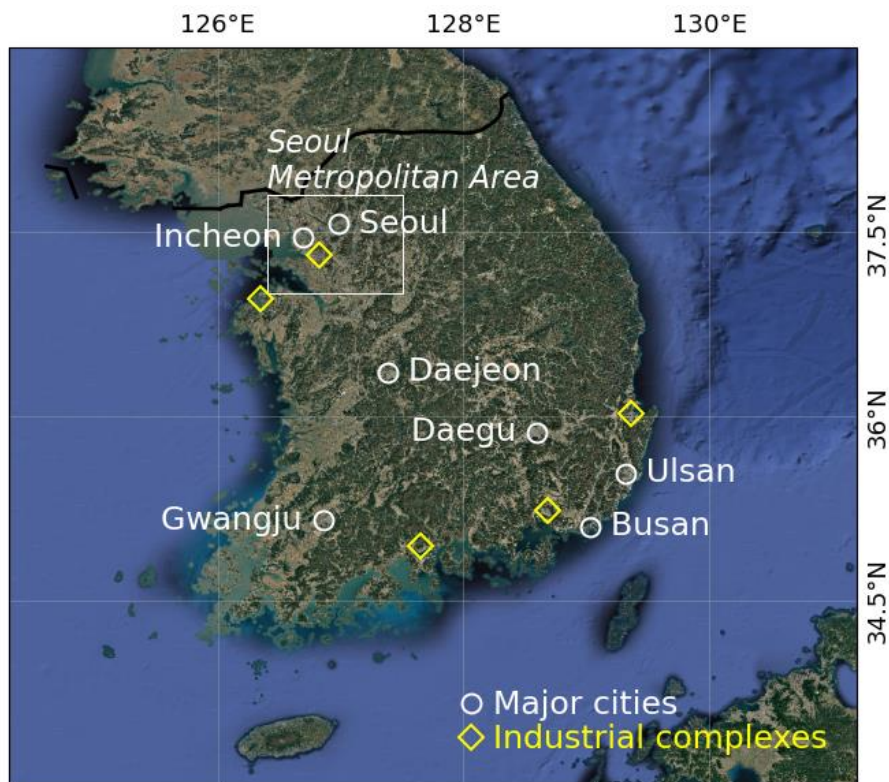 126°E 128°E 130°E
Seoul
Metropolitan Area
Seoul
Incheon
37.5°N
Daejeon
36°N
Daegu
Ulsan
Gwangju
Busan
34.5°N
Major cities
Industrial complexes